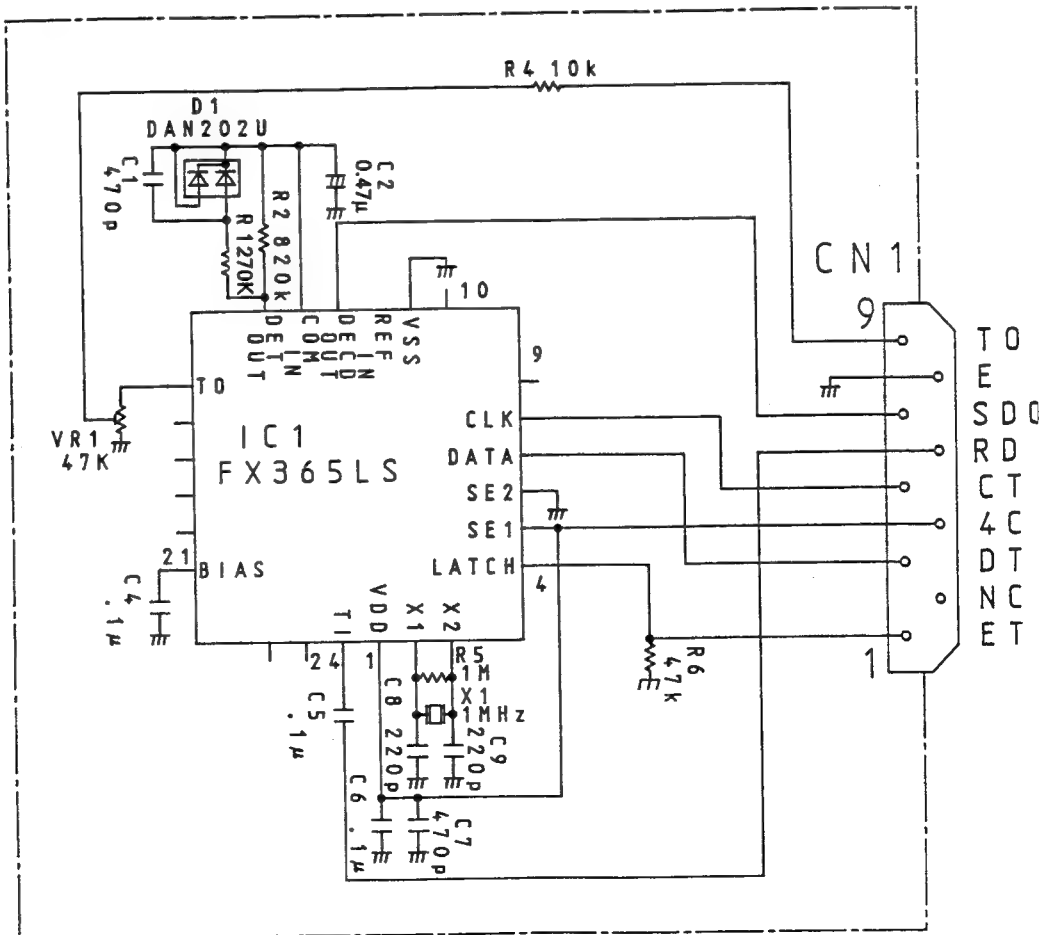 R4 10k
D1
DAN202U
C1
470p
R1 270K
R2 820k
C2
0.47µ
10
CN1
9
DET OUT
DET IN
COMP IN
DECD OUT
REF IN
VSS
9
TO
VR1
47K
IC1
FX365LS
CLK
DATA
SE2
SE1
LATCH
4
21
BIAS
C4
.1µ
TI
VDD
X1
X2
24
1
R5
1M
X1
1MHz
C5
.1µ
C8
220p
C9
220p
C6
.1µ
C7
470p
R6
47k
TO
E
SDO
RD
CT
4C
DT
NC
ET
1